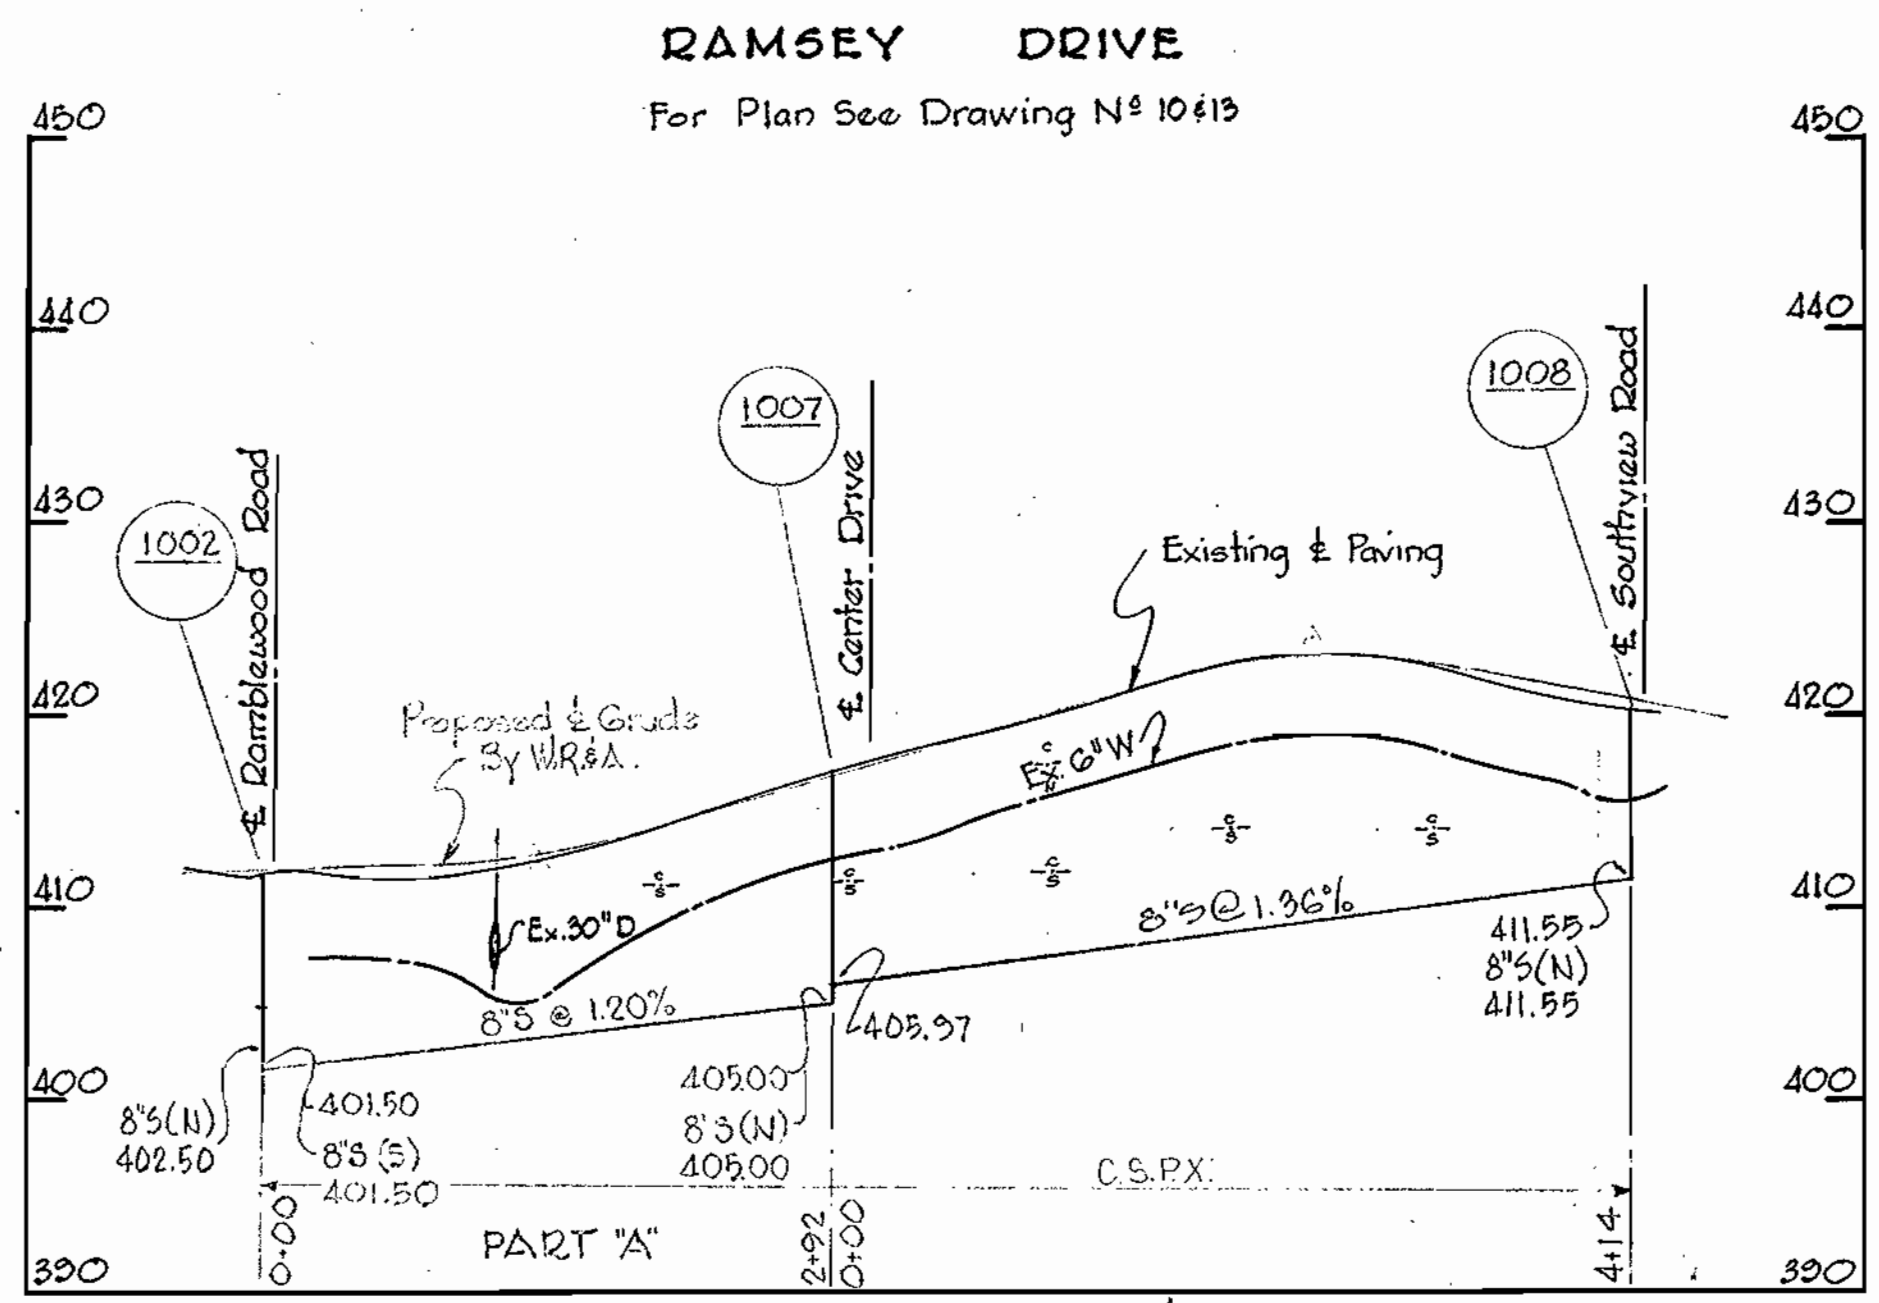 RAMSEY DRIVE
For Plan See Drawing Nº 10 & 13
450
450
440
440
430
430
420
420
410
410
400
400
390
390
1002
℄ Ramblewood Road
1007
℄ Center Drive
1008
℄ Southview Road
Existing ℄ Paving
Proposed ℄ Grade
By W.R.&A.
Ex. 6"W
Ex. 30"D
C
S
C
S
C
S
C
S
C
S
8"S @ 1.20%
8"S @ 1.36%
8"S(N)
402.50
401.50
8"S (S)
401.50
405.00
8"S(N)
405.00
405.97
411.55
8"S(N)
411.55
C.S.P.X.
PART "A"
0+00
2+92
0+00
4+14